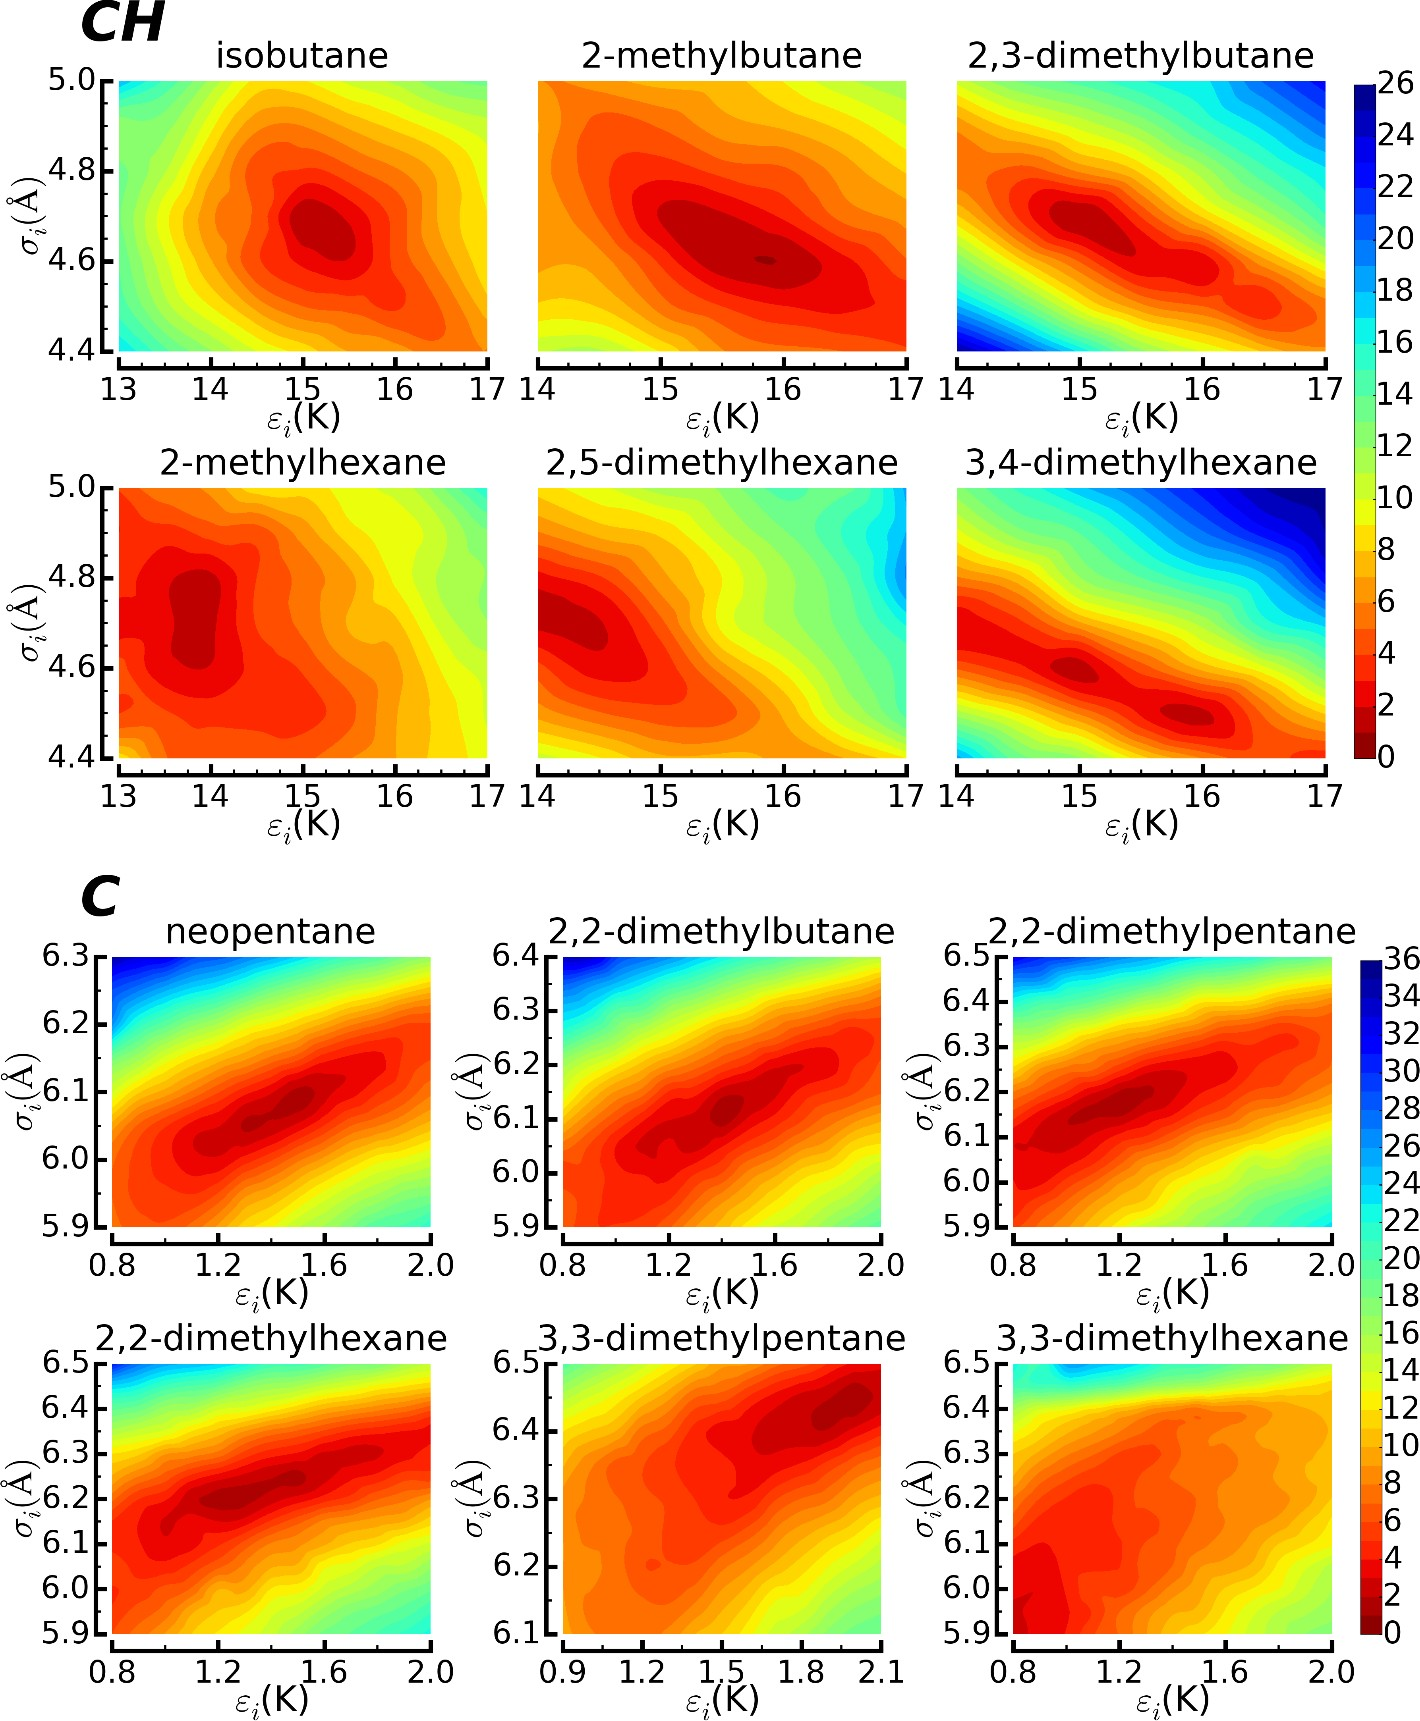 CH
isobutane 2-methylbutane 2,3-dimethylbutane
5.0 4.8 4.6 4.4
σi(Å)
13 14 15 16 17
εi(K)
14 15 16 17
εi(K)
14 15 16 17
εi(K)
26 24 22 20 18 16 14 12 10 8 6 4 2 0
2-methylhexane 2,5-dimethylhexane 3,4-dimethylhexane
5.0 4.8 4.6 4.4
σi(Å)
13 14 15 16 17
εi(K)
14 15 16 17
εi(K)
14 15 16 17
εi(K)
C
neopentane 2,2-dimethylbutane 2,2-dimethylpentane
6.3 6.2 6.1 6.0 5.9
σi(Å)
0.8 1.2 1.6 2.0
εi(K)
6.4 6.3 6.2 6.1 6.0 5.9
σi(Å)
0.8 1.2 1.6 2.0
εi(K)
6.5 6.4 6.3 6.2 6.1 6.0 5.9
σi(Å)
0.8 1.2 1.6 2.0
εi(K)
36 34 32 30 28 26 24 22 20 18 16 14 12 10 8 6 4 2 0
2,2-dimethylhexane 3,3-dimethylpentane 3,3-dimethylhexane
6.5 6.4 6.3 6.2 6.1 6.0 5.9
σi(Å)
0.8 1.2 1.6 2.0
εi(K)
6.5 6.4 6.3 6.2 6.1
σi(Å)
0.9 1.2 1.5 1.8 2.1
εi(K)
6.5 6.4 6.3 6.2 6.1 6.0 5.9
σi(Å)
0.8 1.2 1.6 2.0
εi(K)